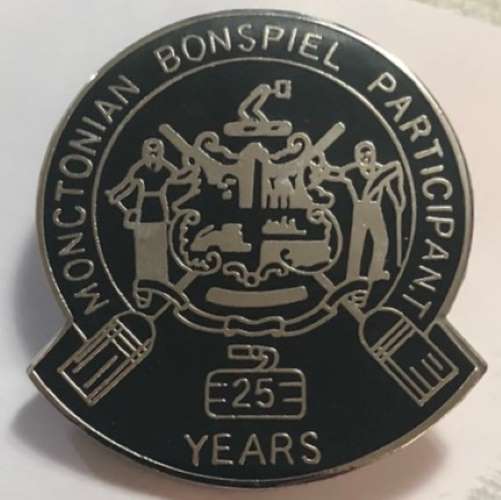 MONCTONIAN BONSPIEL PARTICIPANT
25
YEARS